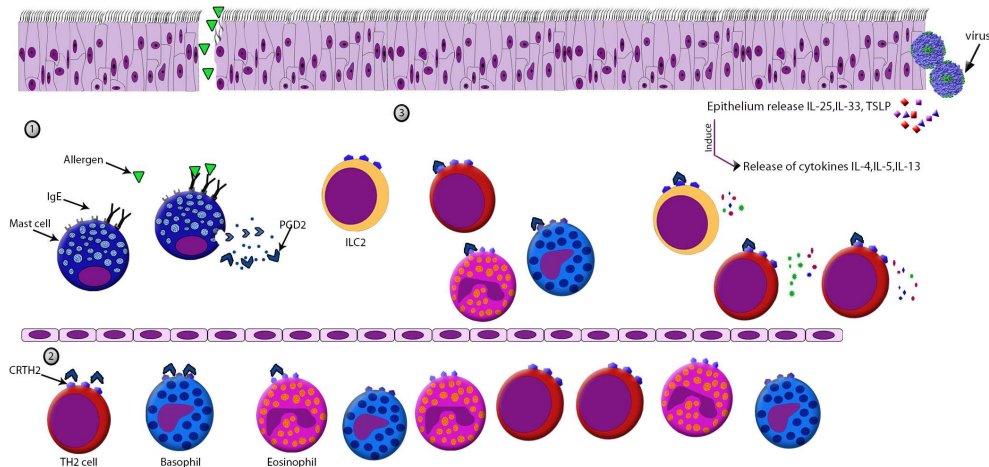 virus
Epithelium release IL-25,IL-33, TSLP
Induce
Release of cytokines IL-4,IL-5,IL-13
1
3
Allergen
IgE
Mast cell
PGD2
ILC2
2
CRTH2
TH2 cell
Basophil
Eosinophil